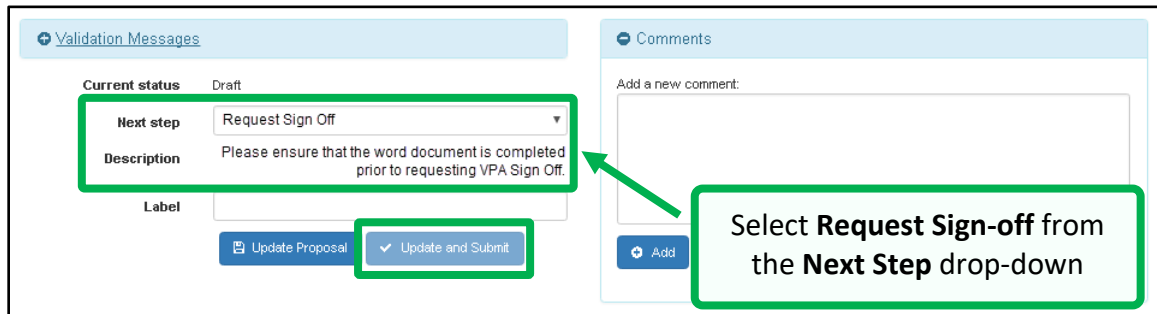 Validation Messages
Comments
Current status Draft
Add a new comment:
Next step Request Sign Off
Description Please ensure that the word document is completed
prior to requesting VPA Sign Off.
Label
Update Proposal
Update and Submit
Add
Select Request Sign-off from
the Next Step drop-down